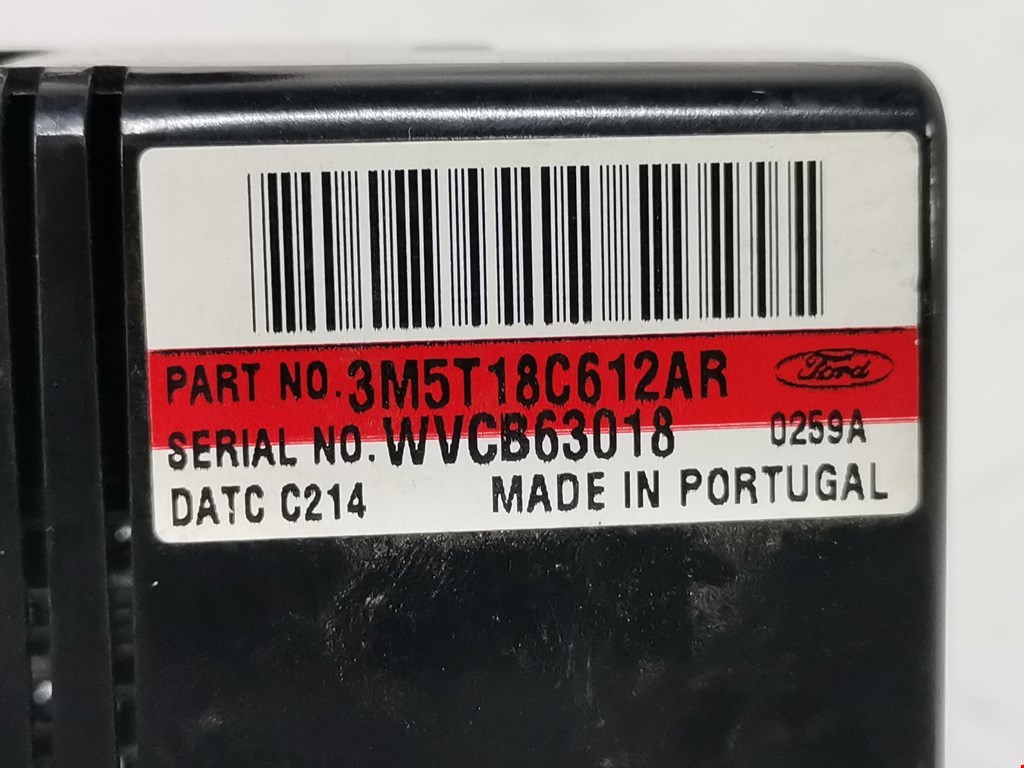 PART NO. 3M5T18C612AR Ford
SERIAL NO. WVCB63018 0259A
DATC C214 MADE IN PORTUGAL